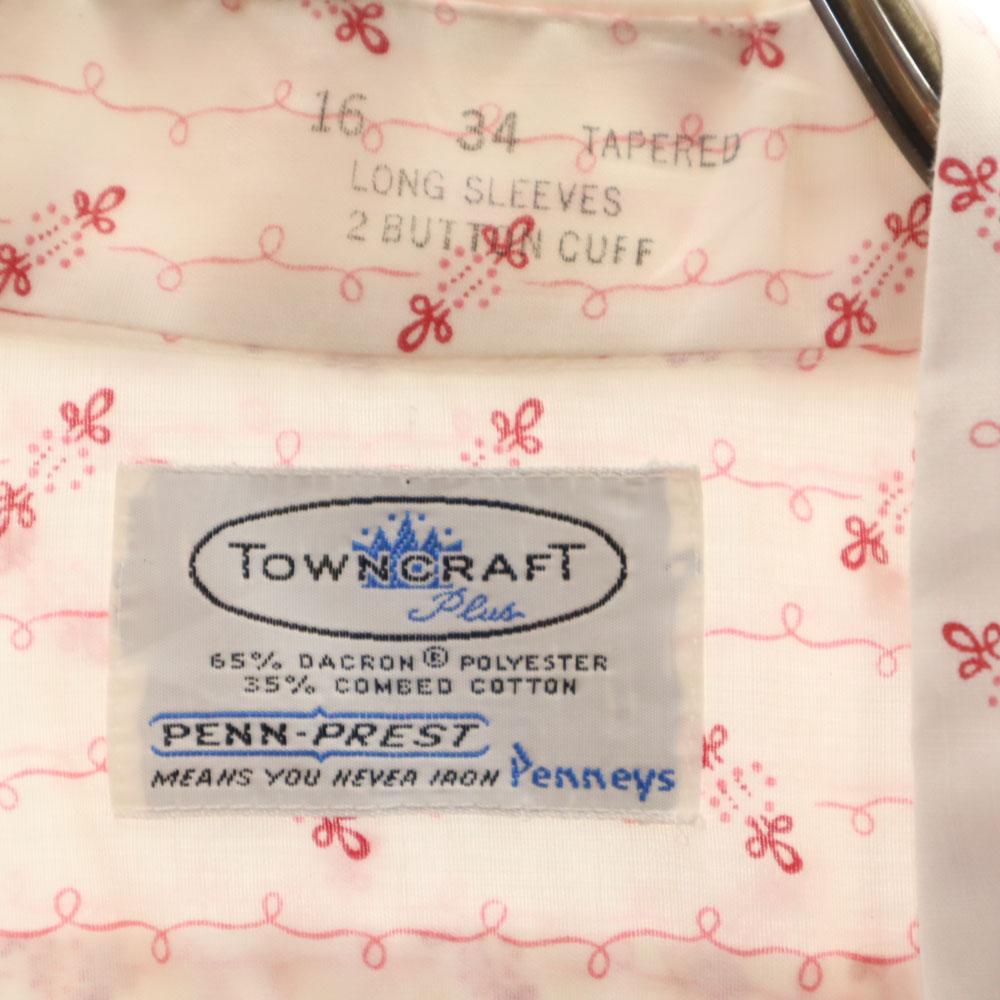 16 34 TAPERED
LONG SLEEVES
2 BUTTON CUFF
TOWNCRAFT
Plus
65% DACRON® POLYESTER
35% COMBED COTTON
PENN-PREST
MEANS YOU NEVER IRON Penneys